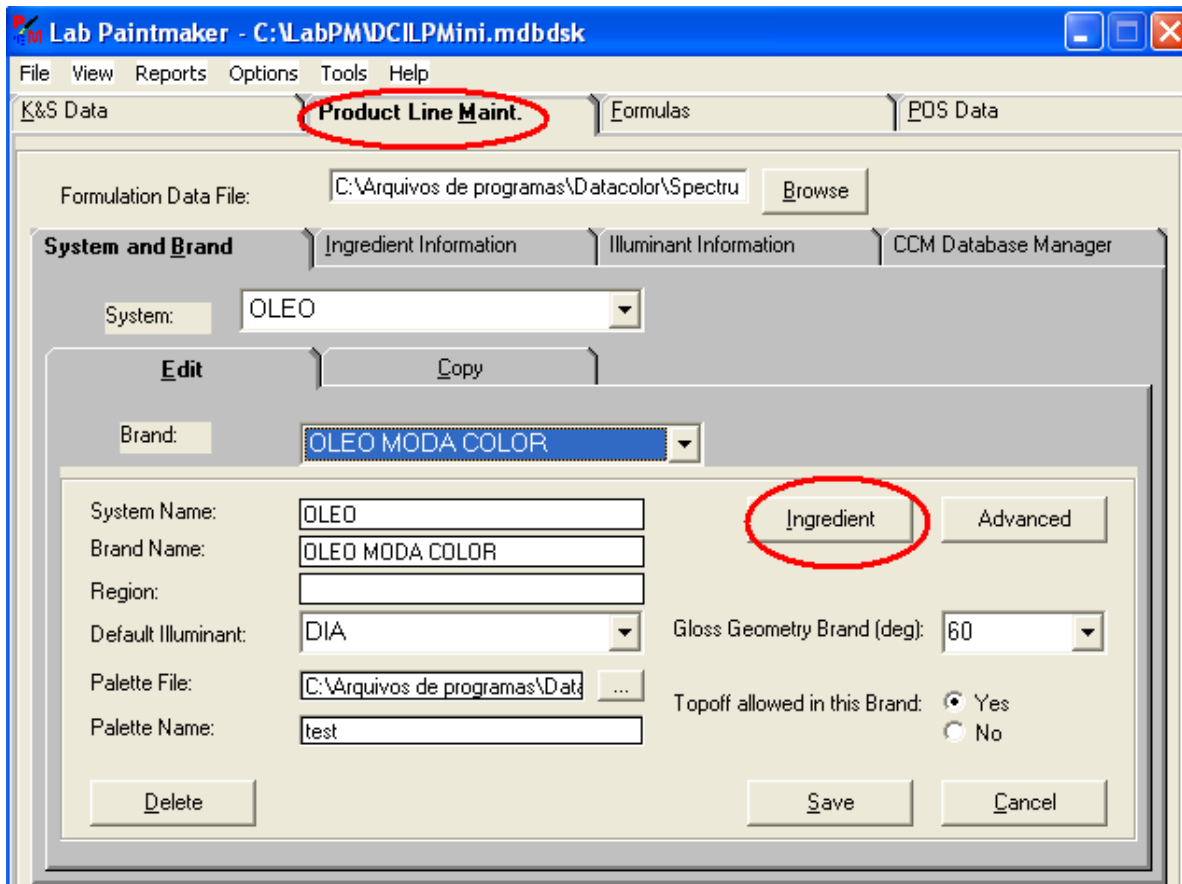 Lab Paintmaker - C:\LabPM\DCILPMini.mdbdsk
File View Reports Options Tools Help
K&S Data Product Line Maint. Formulas POS Data
Formulation Data File: C:\Arquivos de programas\Datacolor\Spectru Browse
System and Brand Ingredient Information Illuminant Information CCM Database Manager
System: OLEO
Edit Copy
Brand: OLEO MODA COLOR
System Name: OLEO Ingredient Advanced
Brand Name: OLEO MODA COLOR
Region:
Default Illuminant: DIA Gloss Geometry Brand (deg): 60
Palette File: C:\Arquivos de programas\Data ...
Topoff allowed in this Brand: Yes
Palette Name: test No
Delete Save Cancel